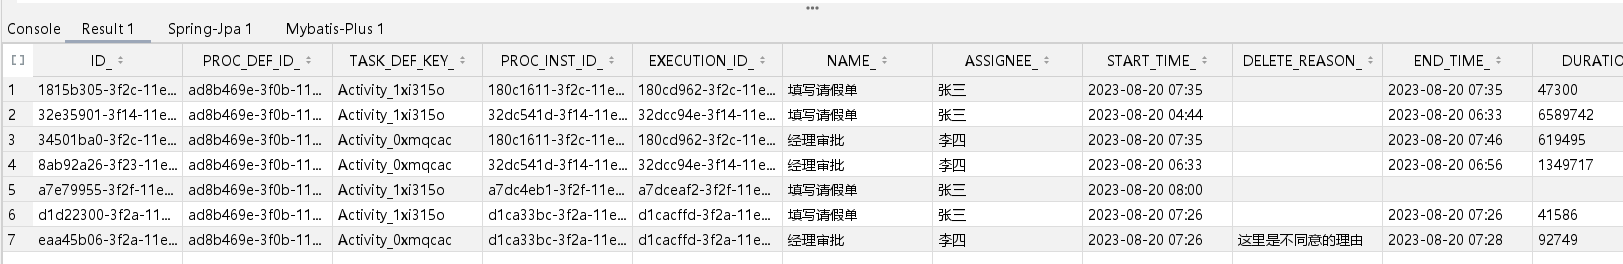 Console Result 1 Spring-Jpa 1 Mybatis-Plus 1
ID_ PROC_DEF_ID_ TASK_DEF_KEY_ PROC_INST_ID_ EXECUTION_ID_ NAME_ ASSIGNEE_ START_TIME_ DELETE_REASON_ END_TIME_ DURATIO
1 1815b305-3f2c-11e... ad8b469e-3f0b-11... Activity_1xi315o 180c1611-3f2c-11e... 180cd962-3f2c-11e... 填写请假单 张三 2023-08-20 07:35 2023-08-20 07:35 47300
2 32e35901-3f14-11e... ad8b469e-3f0b-11... Activity_1xi315o 32dc541d-3f14-11e... 32dcc94e-3f14-11e... 填写请假单 张三 2023-08-20 04:44 2023-08-20 06:33 6589742
3 34501ba0-3f2c-11e... ad8b469e-3f0b-11... Activity_0xmqcac 180c1611-3f2c-11e... 180cd962-3f2c-11e... 经理审批 李四 2023-08-20 07:35 2023-08-20 07:46 619495
4 8ab92a26-3f23-11e... ad8b469e-3f0b-11... Activity_0xmqcac 32dc541d-3f14-11e... 32dcc94e-3f14-11e... 经理审批 李四 2023-08-20 06:33 2023-08-20 06:56 1349717
5 a7e79955-3f2f-11e... ad8b469e-3f0b-11... Activity_1xi315o a7dc4eb1-3f2f-11e... a7dceaf2-3f2f-11e... 填写请假单 张三 2023-08-20 08:00
6 d1d22300-3f2a-11e... ad8b469e-3f0b-11... Activity_1xi315o d1ca33bc-3f2a-11e... d1cacffd-3f2a-11e... 填写请假单 张三 2023-08-20 07:26 2023-08-20 07:26 41586
7 eaa45b06-3f2a-11e... ad8b469e-3f0b-11... Activity_0xmqcac d1ca33bc-3f2a-11e... d1cacffd-3f2a-11e... 经理审批 李四 2023-08-20 07:26 这里是不同意的理由 2023-08-20 07:28 92749